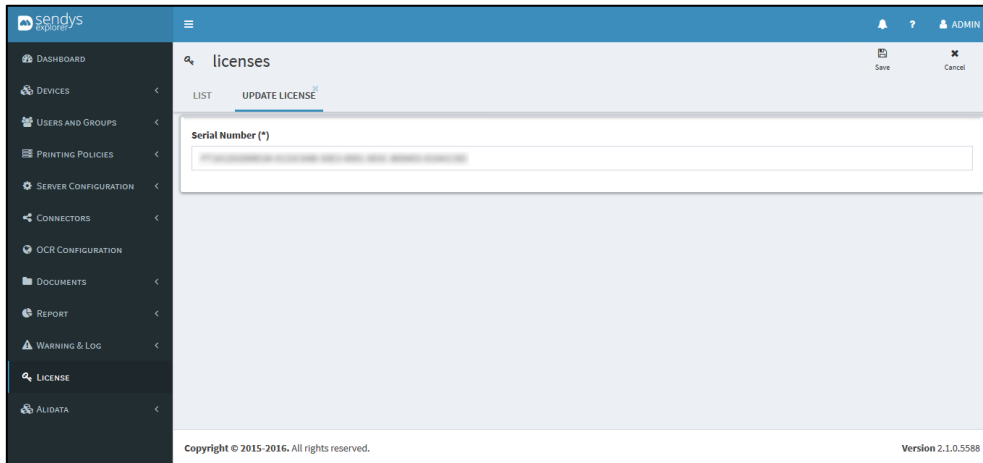 sendys
explorer
ADMIN
DASHBOARD
DEVICES
USERS AND GROUPS
PRINTING POLICIES
SERVER CONFIGURATION
CONNECTORS
OCR CONFIGURATION
DOCUMENTS
REPORT
WARNING & LOG
LICENSE
ALIDATA
licenses
Save
Cancel
LIST
UPDATE LICENSE
Serial Number (*)
Copyright © 2015-2016. All rights reserved.
Version 2.1.0.5588